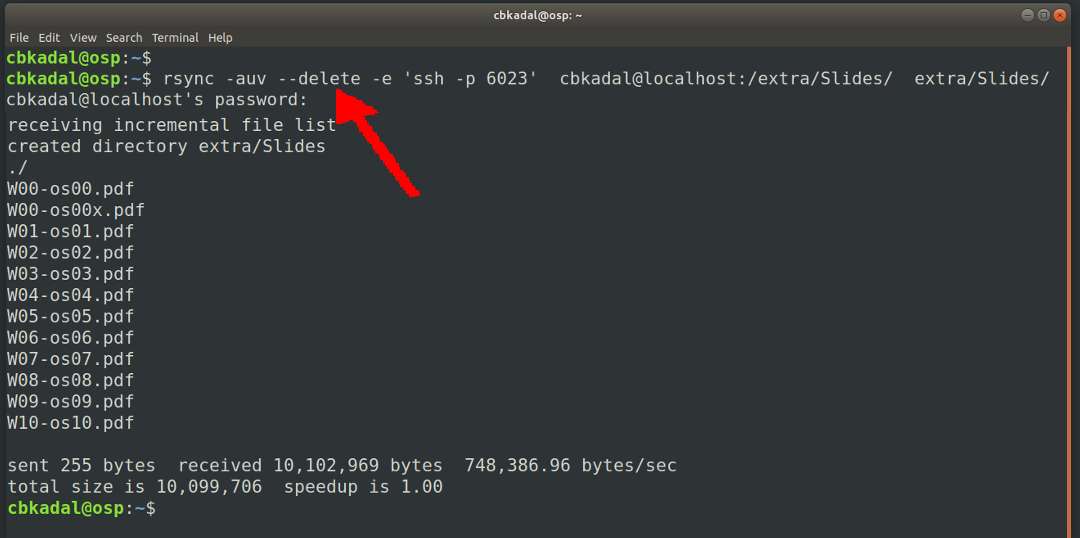 cbkadal@osp: ~
File Edit View Search Terminal Help
cbkadal@osp:~$
cbkadal@osp:~$ rsync -auv --delete -e 'ssh -p 6023'  cbkadal@localhost:/extra/Slides/  extra/Slides/
cbkadal@localhost's password:
receiving incremental file list
created directory extra/Slides
./
W00-os00.pdf
W00-os00x.pdf
W01-os01.pdf
W02-os02.pdf
W03-os03.pdf
W04-os04.pdf
W05-os05.pdf
W06-os06.pdf
W07-os07.pdf
W08-os08.pdf
W09-os09.pdf
W10-os10.pdf
sent 255 bytes  received 10,102,969 bytes  748,386.96 bytes/sec
total size is 10,099,706  speedup is 1.00
cbkadal@osp:~$